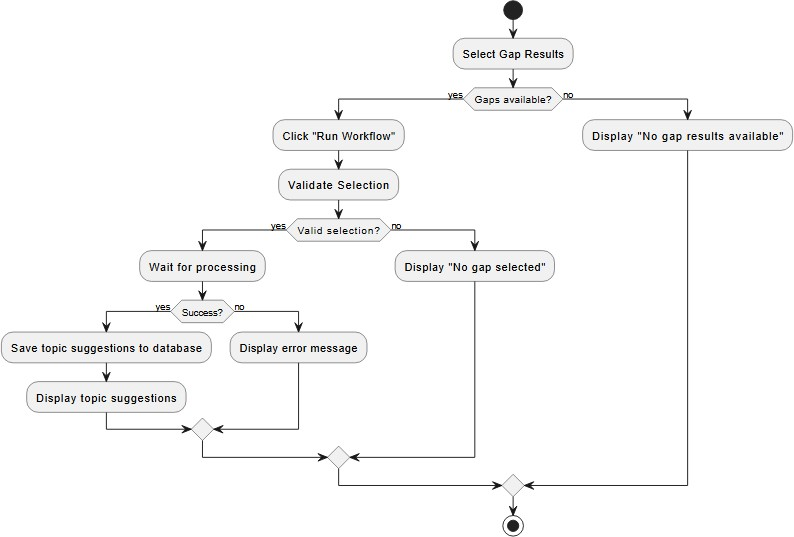 Select Gap Results
yes
Gaps available?
no
Click "Run Workflow"
Display "No gap results available"
Validate Selection
yes
Valid selection?
no
Wait for processing
Display "No gap selected"
yes
Success?
no
Save topic suggestions to database
Display error message
Display topic suggestions